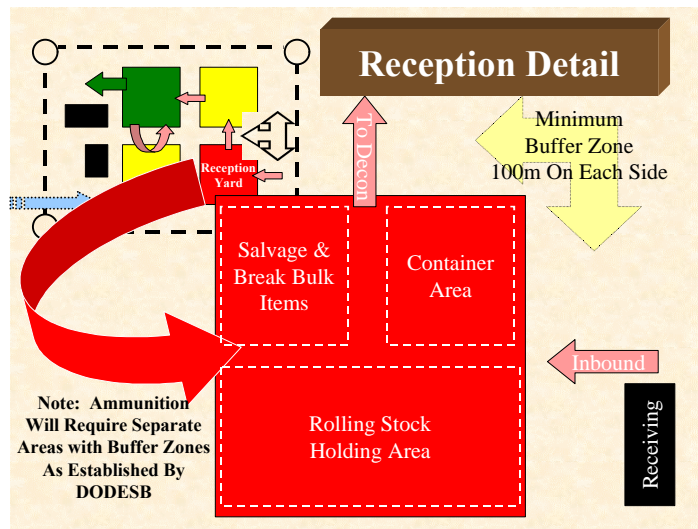 Reception Detail
Minimum
Buffer Zone
100m On Each Side
Reception
Yard
To Decon
Salvage &
Break Bulk
Items
Container
Area
Inbound
Rolling Stock
Holding Area
Receiving
Note:  Ammunition
Will Require Separate
Areas with Buffer Zones
As Established By
DODESB